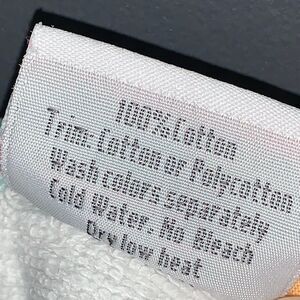 100% Cotton
Trim: Cotton or Polycotton
Wash colors separately
Cold Water. No Bleach
Dry low heat